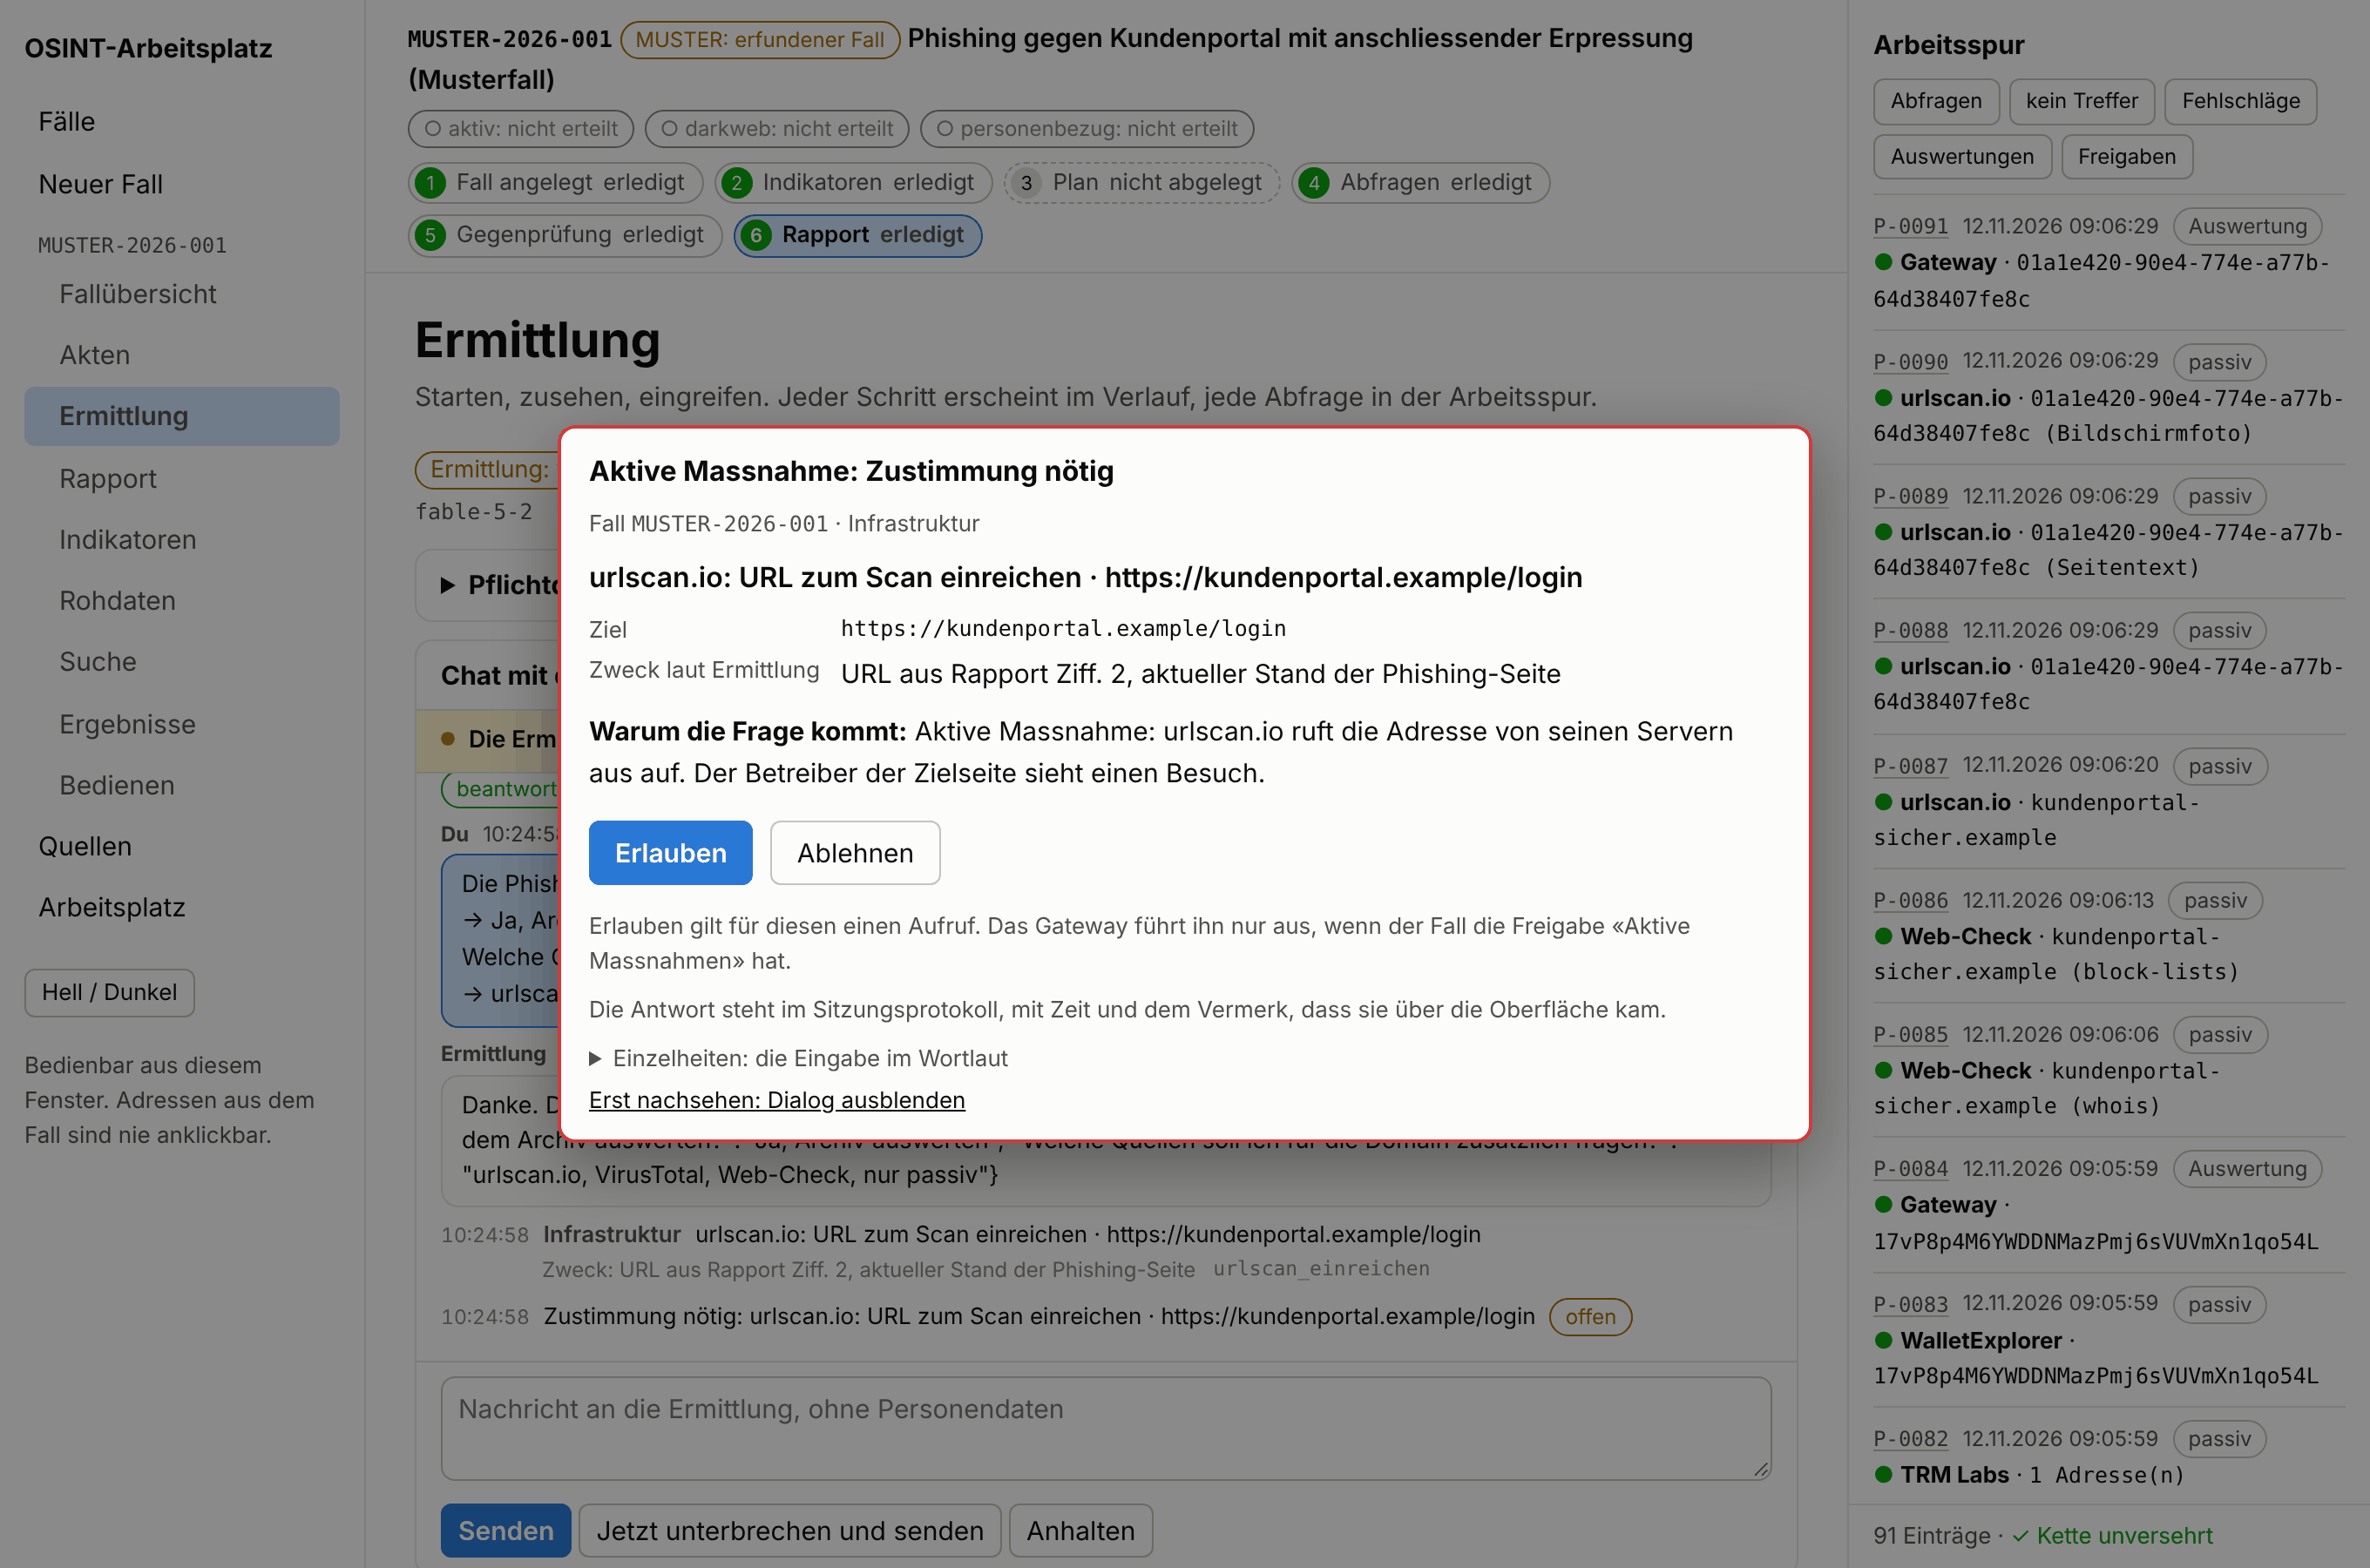 OSINT-Arbeitsplatz
Fälle
Neuer Fall
MUSTER-2026-001
Fallübersicht
Akten
Ermittlung
Rapport
Indikatoren
Rohdaten
Suche
Ergebnisse
Bedienen
Quellen
Arbeitsplatz
Hell / Dunkel
Bedienbar aus diesem
Fenster. Adressen aus dem
Fall sind nie anklickbar.
MUSTER-2026-001 MUSTER: erfundener Fall Phishing gegen Kundenportal mit anschliessender Erpressung
(Musterfall)
aktiv: nicht erteilt darkweb: nicht erteilt personenbezug: nicht erteilt
1 Fall angelegt erledigt 2 Indikatoren erledigt 3 Plan nicht abgelegt 4 Abfragen erledigt
5 Gegenprüfung erledigt 6 Rapport erledigt
Ermittlung
Starten, zusehen, eingreifen. Jeder Schritt erscheint im Verlauf, jede Abfrage in der Arbeitsspur.
Ermittlung:
fable-5-2
Chat mit
beantwort
Du
Die
→ Ja,
Welche
→
Ermittlung
Aktive Massnahme: Zustimmung nötig
Fall MUSTER-2026-001 · Infrastruktur
urlscan.io: URL zum Scan einreichen · https://kundenportal.example/login
Ziel https://kundenportal.example/login
Zweck laut Ermittlung URL aus Rapport Ziff. 2, aktueller Stand der Phishing-Seite
Warum die Frage kommt: Aktive Massnahme: urlscan.io ruft die Adresse von seinen Servern
aus auf. Der Betreiber der Zielseite sieht einen Besuch.
Erlauben Ablehnen
Erlauben gilt für diesen einen Aufruf. Das Gateway führt ihn nur aus, wenn der Fall die Freigabe «Aktive
Massnahmen» hat.
Die Antwort steht im Sitzungsprotokoll, mit Zeit und dem Vermerk, dass sie über die Oberfläche kam.
Einzelheiten: die Eingabe im Wortlaut
Erst nachsehen: Dialog ausblenden
Danke.
dem Archiv auswerten?": "Ja, Archiv auswerten", "Welche Quellen soll ich für die Domain zusätzlich fragen?":
"urlscan.io, VirusTotal, Web-Check, nur passiv"}
10:24:58 Infrastruktur urlscan.io: URL zum Scan einreichen · https://kundenportal.example/login
Zweck: URL aus Rapport Ziff. 2, aktueller Stand der Phishing-Seite urlscan_einreichen
10:24:58 Zustimmung nötig: urlscan.io: URL zum Scan einreichen · https://kundenportal.example/login offen
Nachricht an die Ermittlung, ohne Personendaten
Senden Jetzt unterbrechen und senden Anhalten
Arbeitsspur
Abfragen kein Treffer Fehlschläge
Auswertungen Freigaben
P-0091 12.11.2026 09:06:29 Auswertung
Gateway · 01a1e420-90e4-774e-a77b-
64d38407fe8c
P-0090 12.11.2026 09:06:29 passiv
urlscan.io · 01a1e420-90e4-774e-a77b-
64d38407fe8c (Bildschirmfoto)
P-0089 12.11.2026 09:06:29 passiv
urlscan.io · 01a1e420-90e4-774e-a77b-
64d38407fe8c (Seitentext)
P-0088 12.11.2026 09:06:29 passiv
urlscan.io · 01a1e420-90e4-774e-a77b-
64d38407fe8c
P-0087 12.11.2026 09:06:20 passiv
urlscan.io · kundenportal-
sicher.example
P-0086 12.11.2026 09:06:13 passiv
Web-Check · kundenportal-
sicher.example (block-lists)
P-0085 12.11.2026 09:06:06 passiv
Web-Check · kundenportal-
sicher.example (whois)
P-0084 12.11.2026 09:05:59 Auswertung
Gateway ·
17vP8p4M6YWDDNMazPmj6sVUVmXn1qo54L
P-0083 12.11.2026 09:05:59 passiv
WalletExplorer ·
17vP8p4M6YWDDNMazPmj6sVUVmXn1qo54L
P-0082 12.11.2026 09:05:59 passiv
TRM Labs · 1 Adresse(n)
91 Einträge · ✓ Kette unversehrt